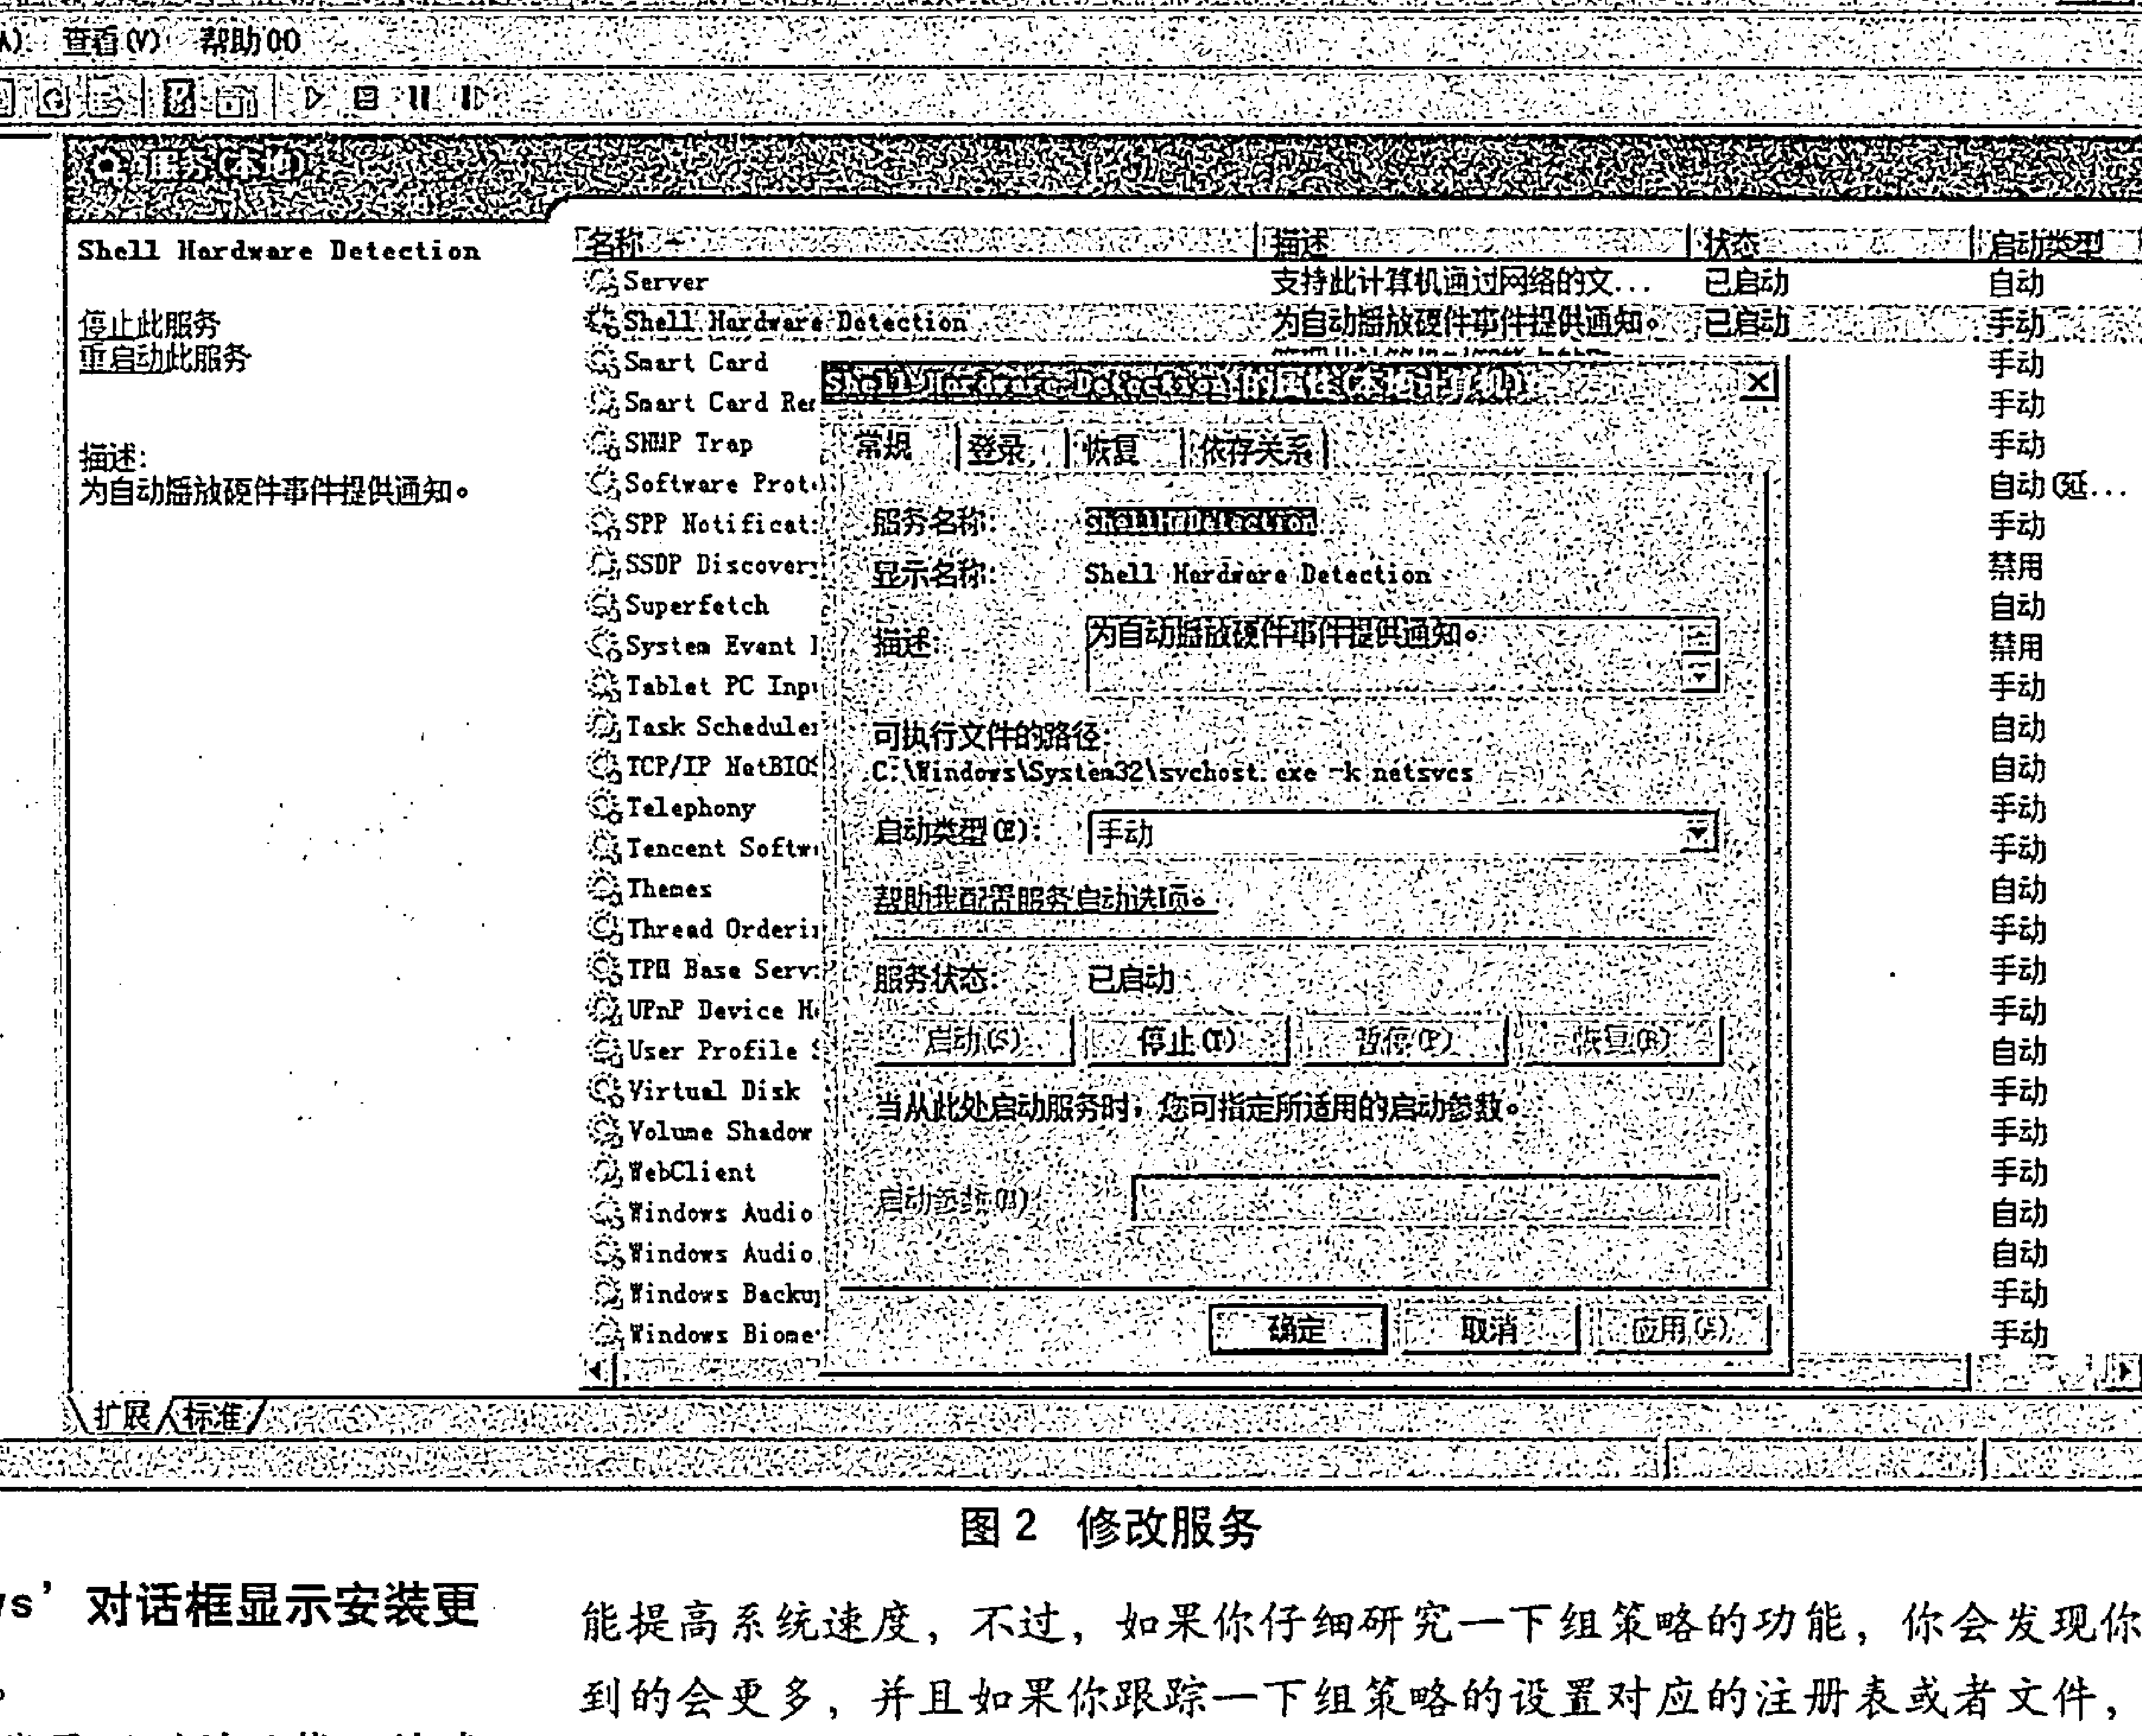 查看(V) 帮助(H)
服务(本地)
Shell Hardware Detection
停止此服务
重启动此服务
描述:
为自动播放硬件事件提供通知。
名称 描述 状态 启动类型
Server 支持此计算机通过网络的文... 已启动 自动
Shell Hardware Detection 为自动播放硬件事件提供通知。 已启动 手动
Smart Card 手动
Smart Card Re 手动
SNMP Trap 手动
Software Prot 自动(延...
SPP Notificat 手动
SSDP Discover 禁用
Superfetch 自动
System Event 禁用
Tablet PC Inp 手动
Task Schedule 自动
TCP/IP NetBIOS 自动
Telephony 手动
Tencent Softw 手动
Themes 自动
Thread Orderi 手动
TPM Base Serv 手动
UPnP Device H 手动
User Profile 自动
Virtual Disk 手动
Volume Shadow 手动
WebClient 手动
Windows Audio 自动
Windows Audio 自动
Windows Backu 手动
Windows Biome 手动
Shell Hardware Detection 的属性(本地计算机)
常规 登录 恢复 依存关系
服务名称: ShellHWDetection
显示名称: Shell Hardware Detection
描述: 为自动播放硬件事件提供通知。
可执行文件的路径:
C:\Windows\System32\svchost.exe -k netsvcs
启动类型(E): 手动
帮助我配置服务启动选项。
服务状态: 已启动
启动(S) 停止(T) 暂停(P) 恢复(R)
当从此处启动服务时，您可指定所适用的启动参数。
启动参数(M):
确定 取消 应用(A)
扩展 标准
图 2 修改服务
ws’对话框显示安装更
。
能提高系统速度，不过，如果你仔细研究一下组策略的功能，你会发现你
到的会更多，并且如果你跟踪一下组策略的设置对应的注册表或者文件，